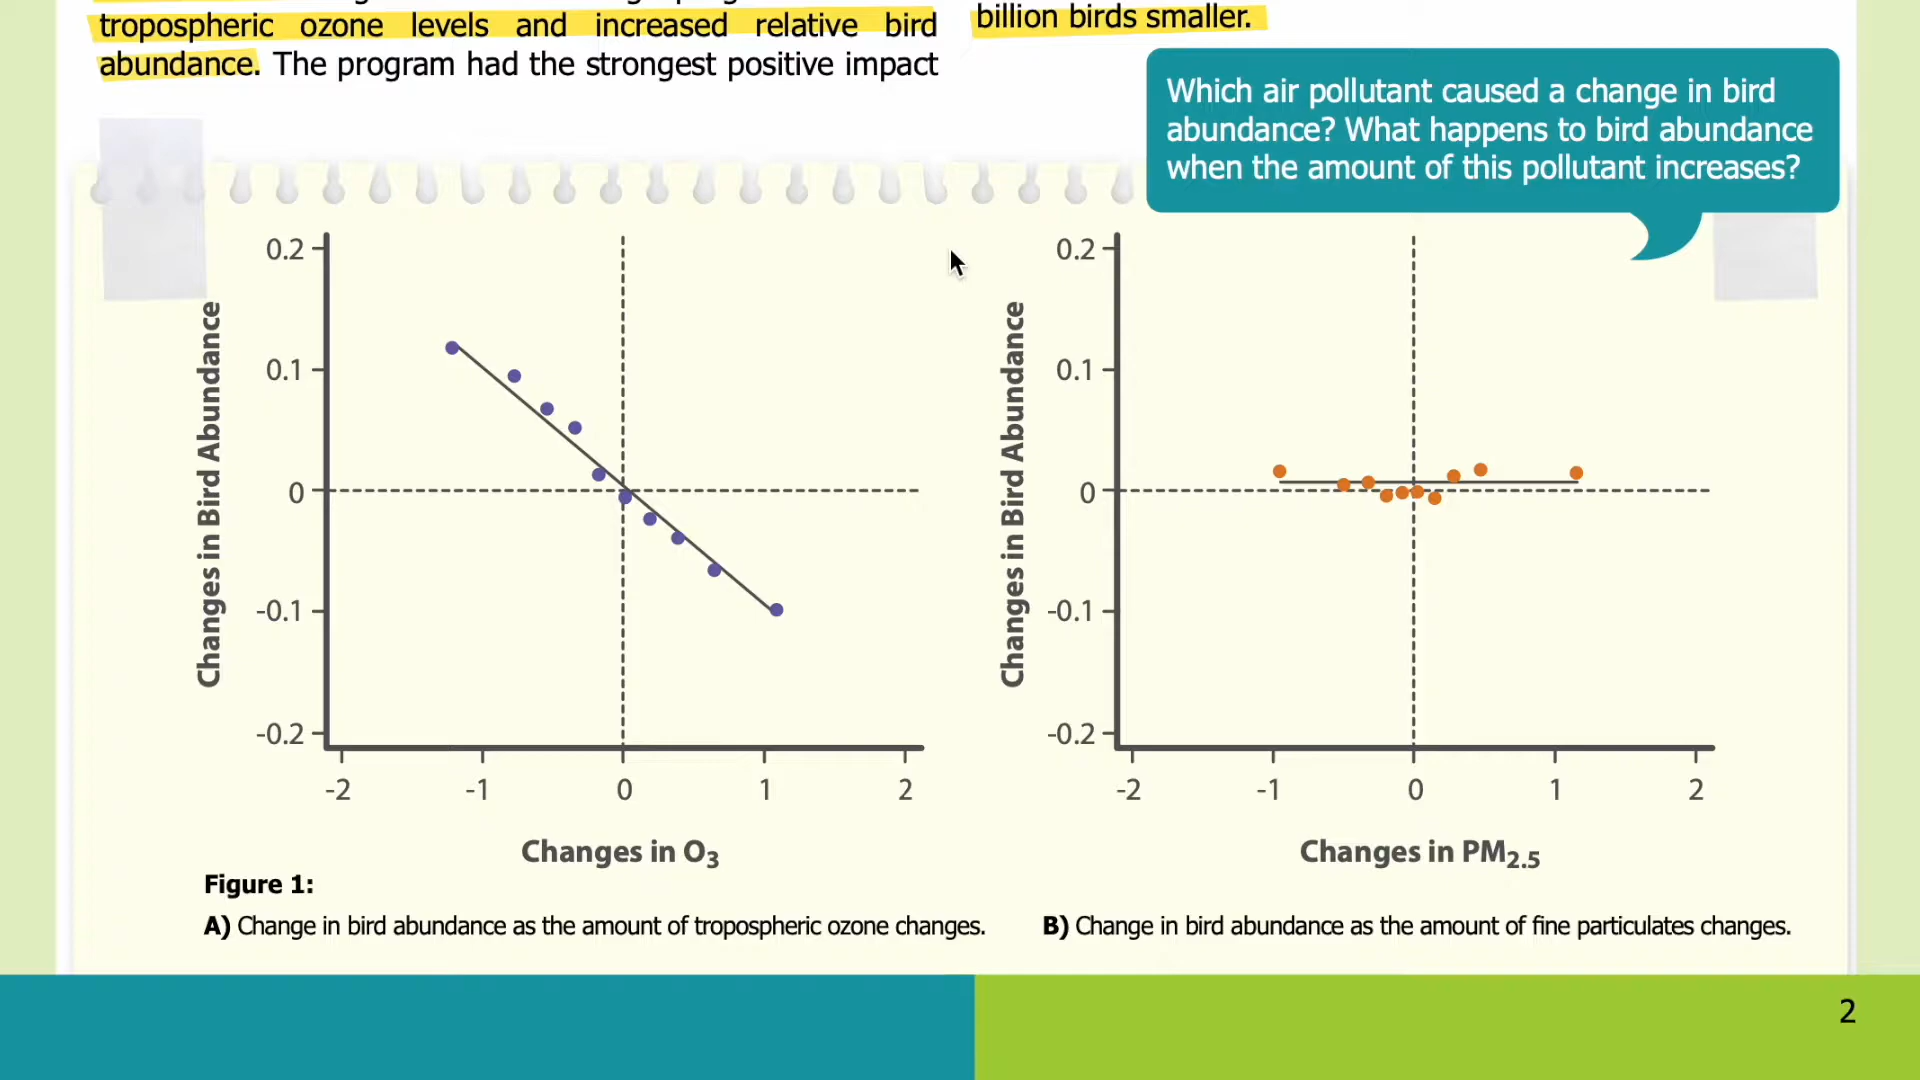 tropospheric ozone levels and increased relative bird
abundance. The program had the strongest positive impact
billion birds smaller.
Which air pollutant caused a change in bird
abundance? What happens to bird abundance
when the amount of this pollutant increases?
Changes in Bird Abundance
0.2
0.1
0
-0.1
-0.2
-2 -1 0 1 2
Changes in O3
Changes in Bird Abundance
0.2
0.1
0
-0.1
-0.2
-2 -1 0 1 2
Changes in PM2.5
Figure 1:
A) Change in bird abundance as the amount of tropospheric ozone changes.
B) Change in bird abundance as the amount of fine particulates changes.
2